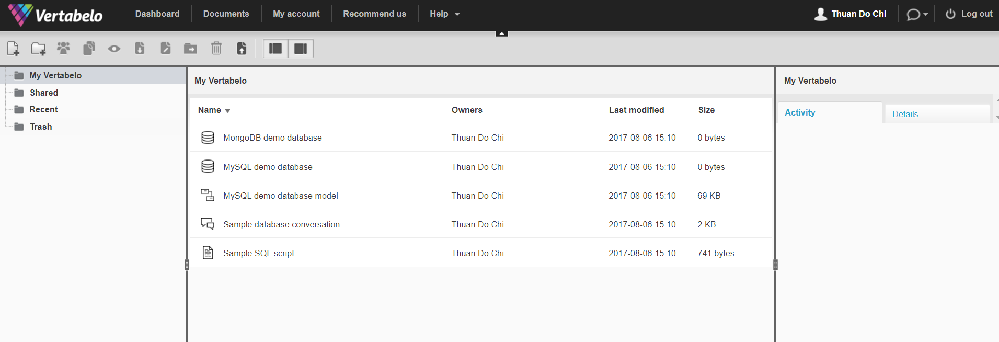 Vertabelo Dashboard Documents My account Recommend us Help Thuan Do Chi Log out
My Vertabelo
Shared
Recent
Trash
My Vertabelo
Name Owners Last modified Size
MongoDB demo database Thuan Do Chi 2017-08-06 15:10 0 bytes
MySQL demo database Thuan Do Chi 2017-08-06 15:10 0 bytes
MySQL demo database model Thuan Do Chi 2017-08-06 15:10 69 KB
Sample database conversation Thuan Do Chi 2017-08-06 15:10 2 KB
Sample SQL script Thuan Do Chi 2017-08-06 15:10 741 bytes
My Vertabelo
Activity Details